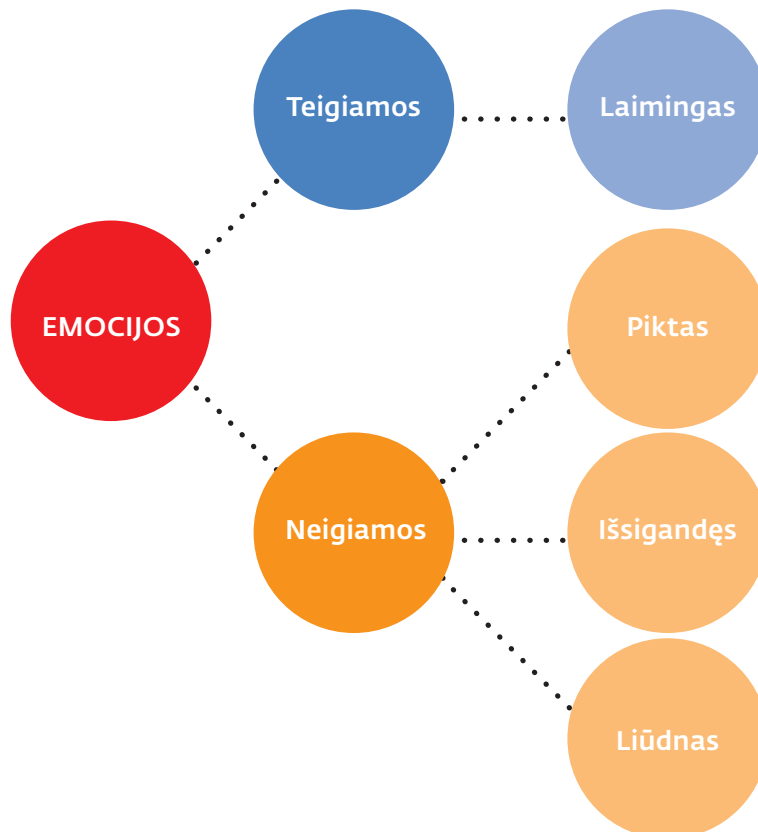 Teigiamos
Laimingas
EMOCIJOS
Piktas
Neigiamos
Išsigandęs
Liūdnas